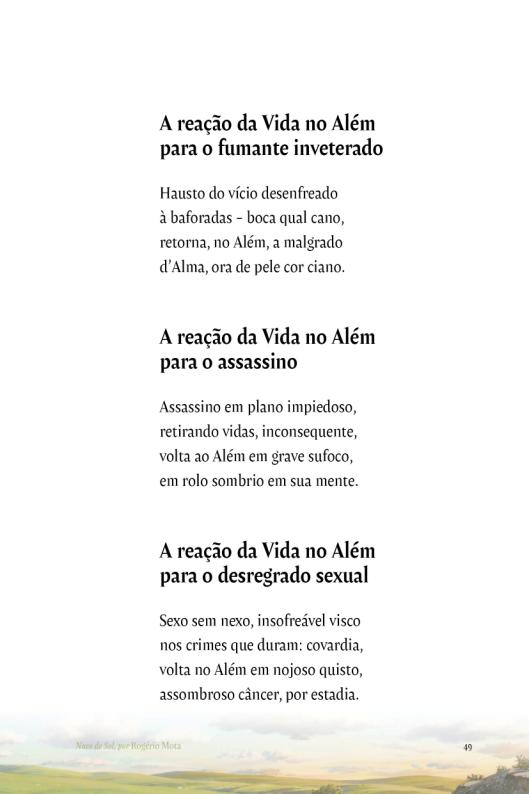 A reação da Vida no Além
para o fumante inveterado
Hausto do vício desenfreado
à baforadas – boca qual cano,
retorna, no Além, a malgrado
d’Alma, ora de pele cor ciano.
A reação da Vida no Além
para o assassino
Assassino em plano impiedoso,
retirando vidas, inconsequente,
volta ao Além em grave sufoco,
em rolo sombrio em sua mente.
A reação da Vida no Além
para o desregrado sexual
Sexo sem nexo, insofreável visco
nos crimes que duram: covardia,
volta no Além em nojoso quisto,
assombroso câncer, por estadia.
de Sol, por Rogério Mota
49